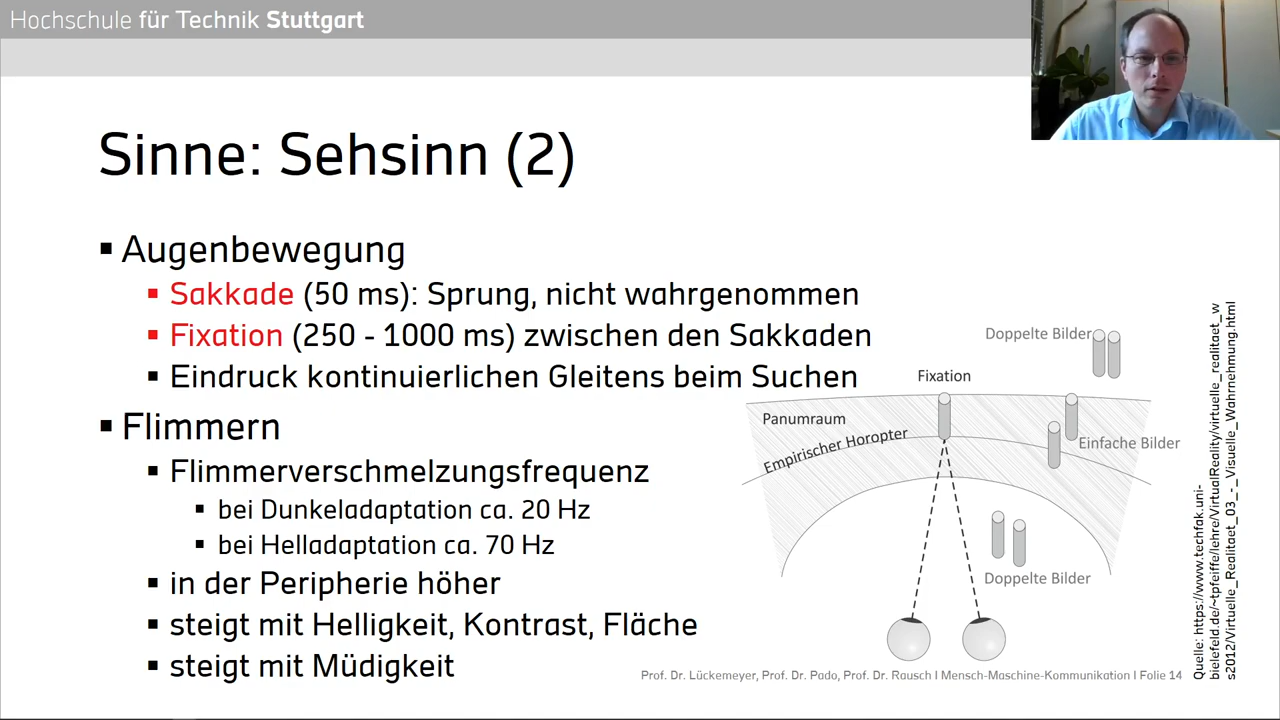 Hochschule für Technik Stuttgart
Sinne: Sehsinn (2)
▪ Augenbewegung
▪ Sakkade (50 ms): Sprung, nicht wahrgenommen
▪ Fixation (250 - 1000 ms) zwischen den Sakkaden
▪ Eindruck kontinuierlichen Gleitens beim Suchen
▪ Flimmern
▪ Flimmerverschmelzungsfrequenz
▪ bei Dunkeladaptation ca. 20 Hz
▪ bei Helladaptation ca. 70 Hz
▪ in der Peripherie höher
▪ steigt mit Helligkeit, Kontrast, Fläche
▪ steigt mit Müdigkeit
Doppelte Bilder
Fixation
Panumraum
Empirischer Horopter
Einfache Bilder
Doppelte Bilder
Quelle: https://www.techfak.uni-
bielefeld.de/~tpfeiffe/lehre/VirtualReality/virtuelle_realitaet_w
s2012/Virtuelle_Realitaet_03_-_Visuelle_Wahrnehmung.html
Prof. Dr. Lückemeyer, Prof. Dr. Pado, Prof. Dr. Rausch I Mensch-Maschine-Kommunikation I Folie 14